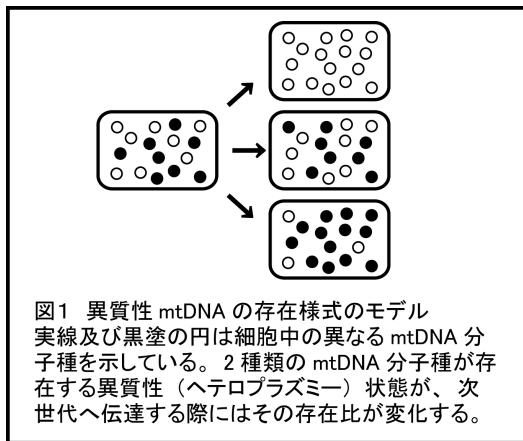 図1 異質性 mtDNA の存在様式のモデル
実線及び黒塗の円は細胞中の異なる mtDNA 分
子種を示している。2 種類の mtDNA 分子種が存
在する異質性（ヘテロプラズミー）状態が、次
世代へ伝達する際にはその存在比が変化する。